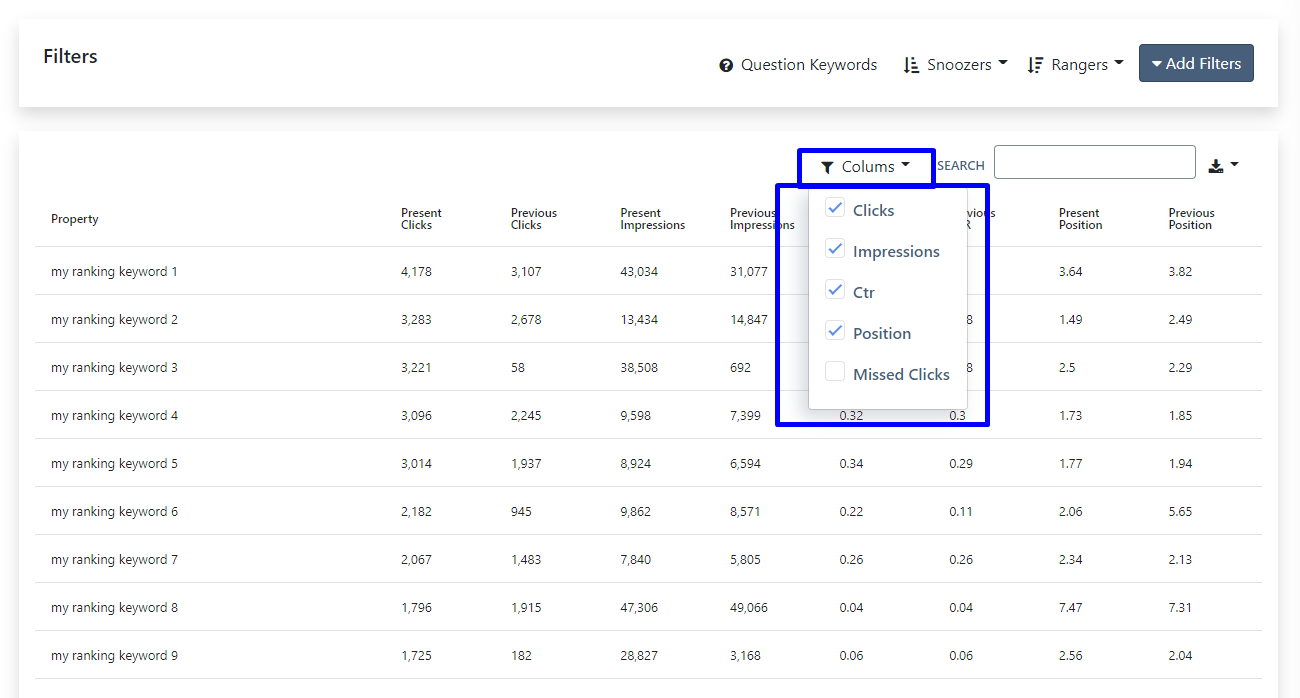 Filters
Question Keywords Snoozers Rangers Add Filters
Colums SEARCH
Property Present Clicks Previous Clicks Present Impressions Previous Impressions Present Position Previous Position
Clicks
Impressions
Ctr
Position
Missed Clicks
my ranking keyword 1 4,178 3,107 43,034 31,077 3.64 3.82
my ranking keyword 2 3,283 2,678 13,434 14,847 8 1.49 2.49
my ranking keyword 3 3,221 58 38,508 692 8 2.5 2.29
my ranking keyword 4 3,096 2,245 9,598 7,399 0.32 0.3 1.73 1.85
my ranking keyword 5 3,014 1,937 8,924 6,594 0.34 0.29 1.77 1.94
my ranking keyword 6 2,182 945 9,862 8,571 0.22 0.11 2.06 5.65
my ranking keyword 7 2,067 1,483 7,840 5,805 0.26 0.26 2.34 2.13
my ranking keyword 8 1,796 1,915 47,306 49,066 0.04 0.04 7.47 7.31
my ranking keyword 9 1,725 182 28,827 3,168 0.06 0.06 2.56 2.04